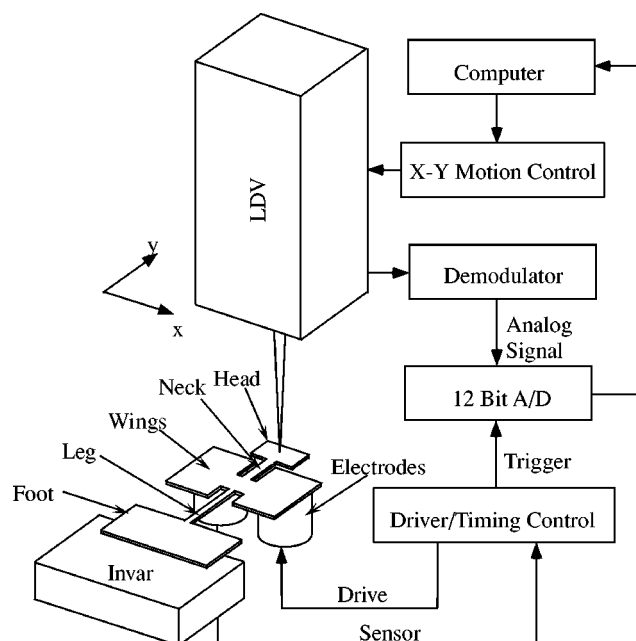 Computer
X-Y Motion Control
LDV
Demodulator
y
x
Analog
Signal
12 Bit A/D
Head
Neck
Wings
Leg
Electrodes
Trigger
Foot
Driver/Timing Control
Invar
Drive
Sensor